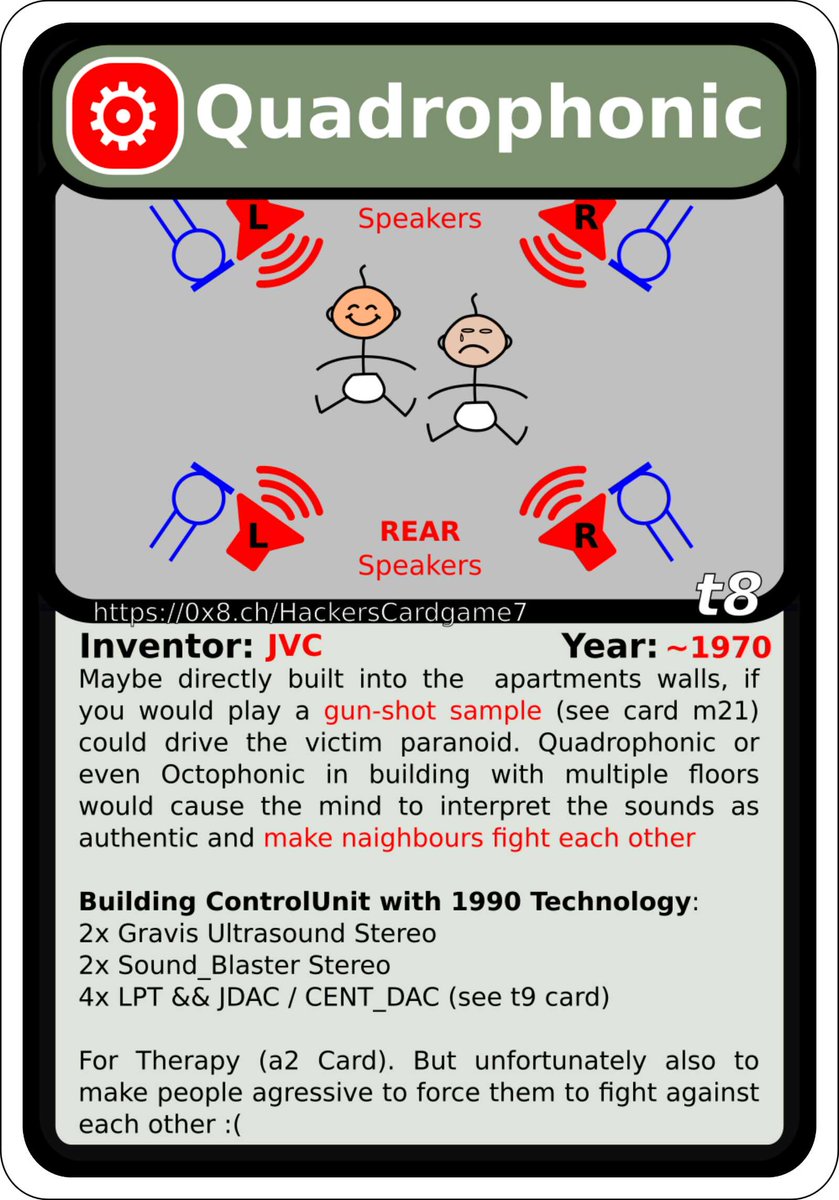 Quadrophonic
L
Speakers
R
L
REAR
Speakers
R
t8
https://0x8.ch/HackersCardgame7
Inventor: JVC Year: ~1970
Maybe directly built into the apartments walls, if
you would play a gun-shot sample (see card m21)
could drive the victim paranoid. Quadrophonic or
even Octophonic in building with multiple floors
would cause the mind to interpret the sounds as
authentic and make naighbours fight each other
Building ControlUnit with 1990 Technology:
2x Gravis Ultrasound Stereo
2x Sound_Blaster Stereo
4x LPT && JDAC / CENT_DAC (see t9 card)
For Therapy (a2 Card). But unfortunately also to
make people agressive to force them to fight against
each other :(